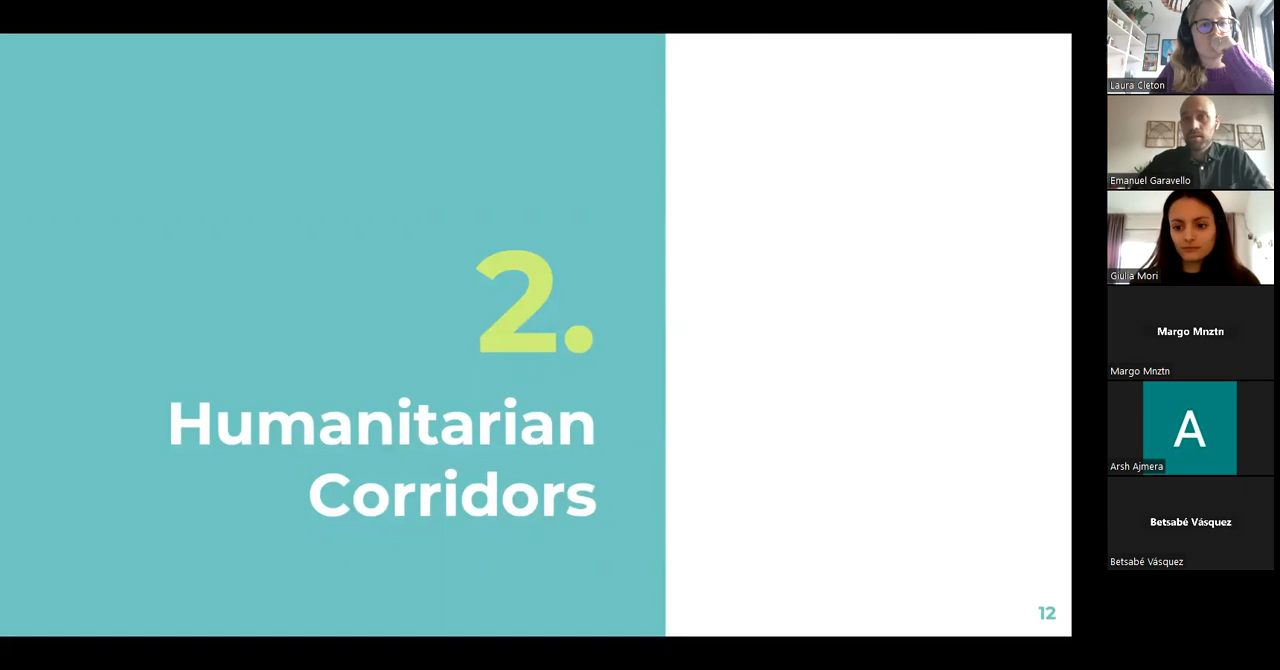 2.
Humanitarian
Corridors
12
Laura Cleton
Emanuel Garavello
Giulia Mori
Margo Mnztn
Margo Mnztn
A
Arsh Ajmera
Betsabé Vásquez
Betsabé Vásquez